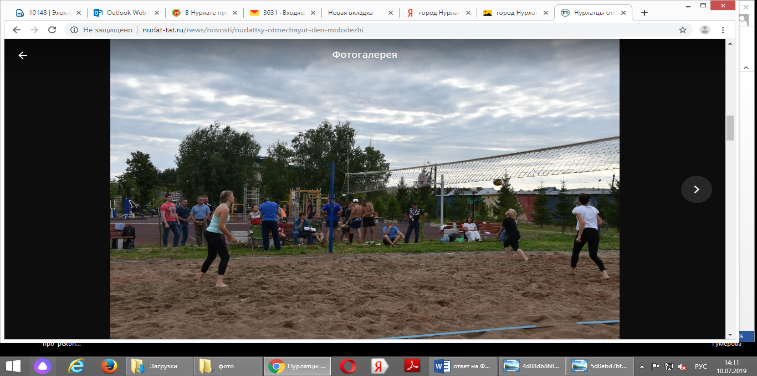 10148 | Элект
Outlook Web
В Нурлате пр
3631 - Входящ
Новая вкладка
город Нурлат
город Нурлат
Нурлатцы отм
Не защищено | nurlat-tat.ru/news/novosti/nurlattsy-otmechayut-den-molodezhi
Фотогалерея
Загрузки
фото
Нурлатцы ...
ответ на Ф...
РУС
14:11
10.07.2019